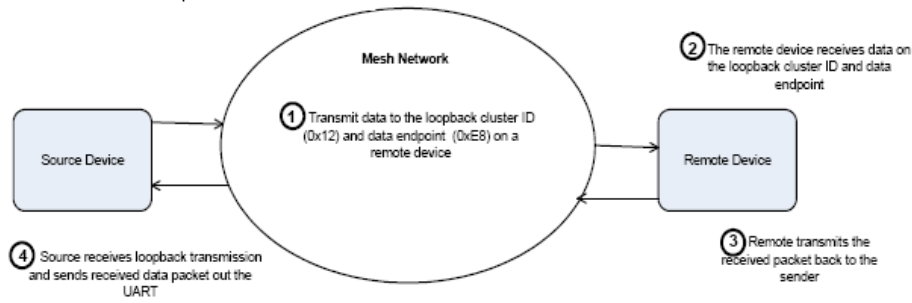 Mesh Network
1 Transmit data to the loopback cluster ID
(0x12) and data endpoint (0xE8) on a
remote device
2 The remote device receives data on
the loopback cluster ID and data
endpoint
Source Device
Remote Device
3 Remote transmits the
received packet back to the
sender
4 Source receives loopback transmission
and sends received data packet out the
UART